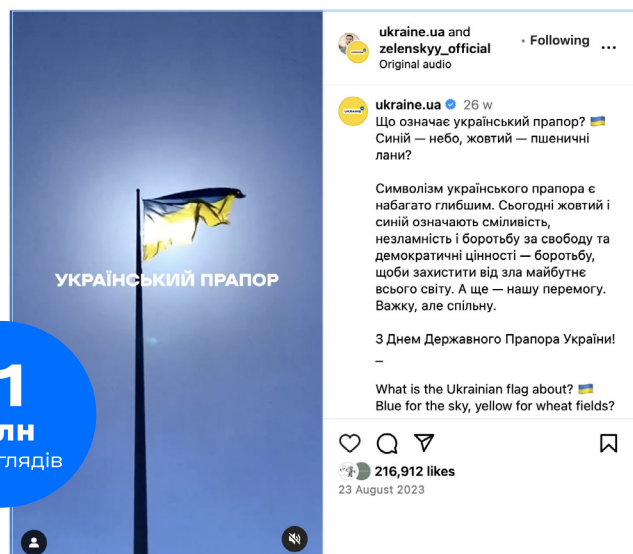 УКРАЇНСЬКИЙ ПРАПОР
1
лн
глядів
ukraine.ua and
zelenskyy_official
Original audio
• Following
...
ukraine.ua 26 w
Що означає український прапор? 🇺🇦
Синій — небо, жовтий — пшеничні
лани?
Символізм українського прапора є
набагато глибшим. Сьогодні жовтий і
синій означають сміливість,
незламність і боротьбу за свободу та
демократичні цінності — боротьбу,
щоби захистити від зла майбутнє
всього світу. А ще — нашу перемогу.
Важку, але спільну.
З Днем Державного Прапора України!
_
What is the Ukrainian flag about? 🇺🇦
Blue for the sky, yellow for wheat fields?
216,912 likes
23 August 2023